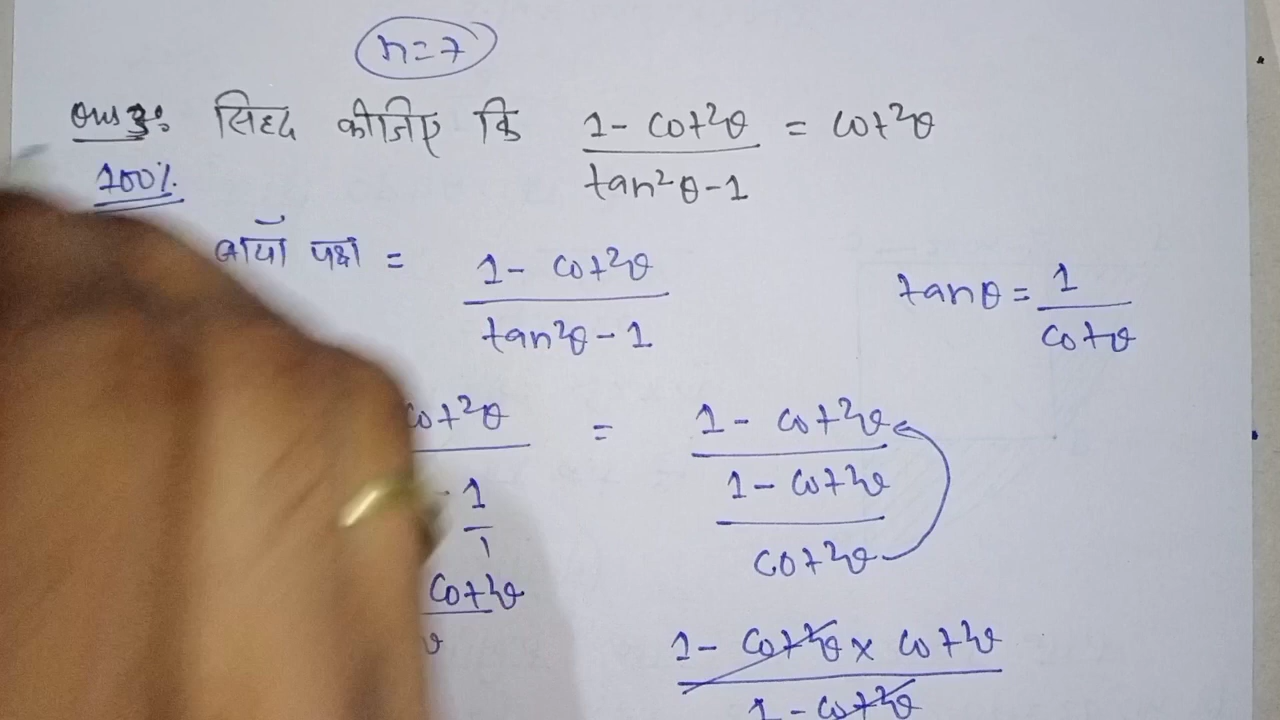 n=7
Ques 3: सिद्ध कीजिए कि (1 - cot²θ)/(tan²θ - 1) = cot²θ
100%
बायाँ पक्ष = (1 - cot²θ)/(tan²θ - 1)
tanθ = 1/cotθ
cot²θ
1/1
cot²θ
θ
= (1 - cot²θ)/((1 - cot²θ)/cot²θ)
(1 - cot²θ × cot²θ)/(1 - cot²θ)